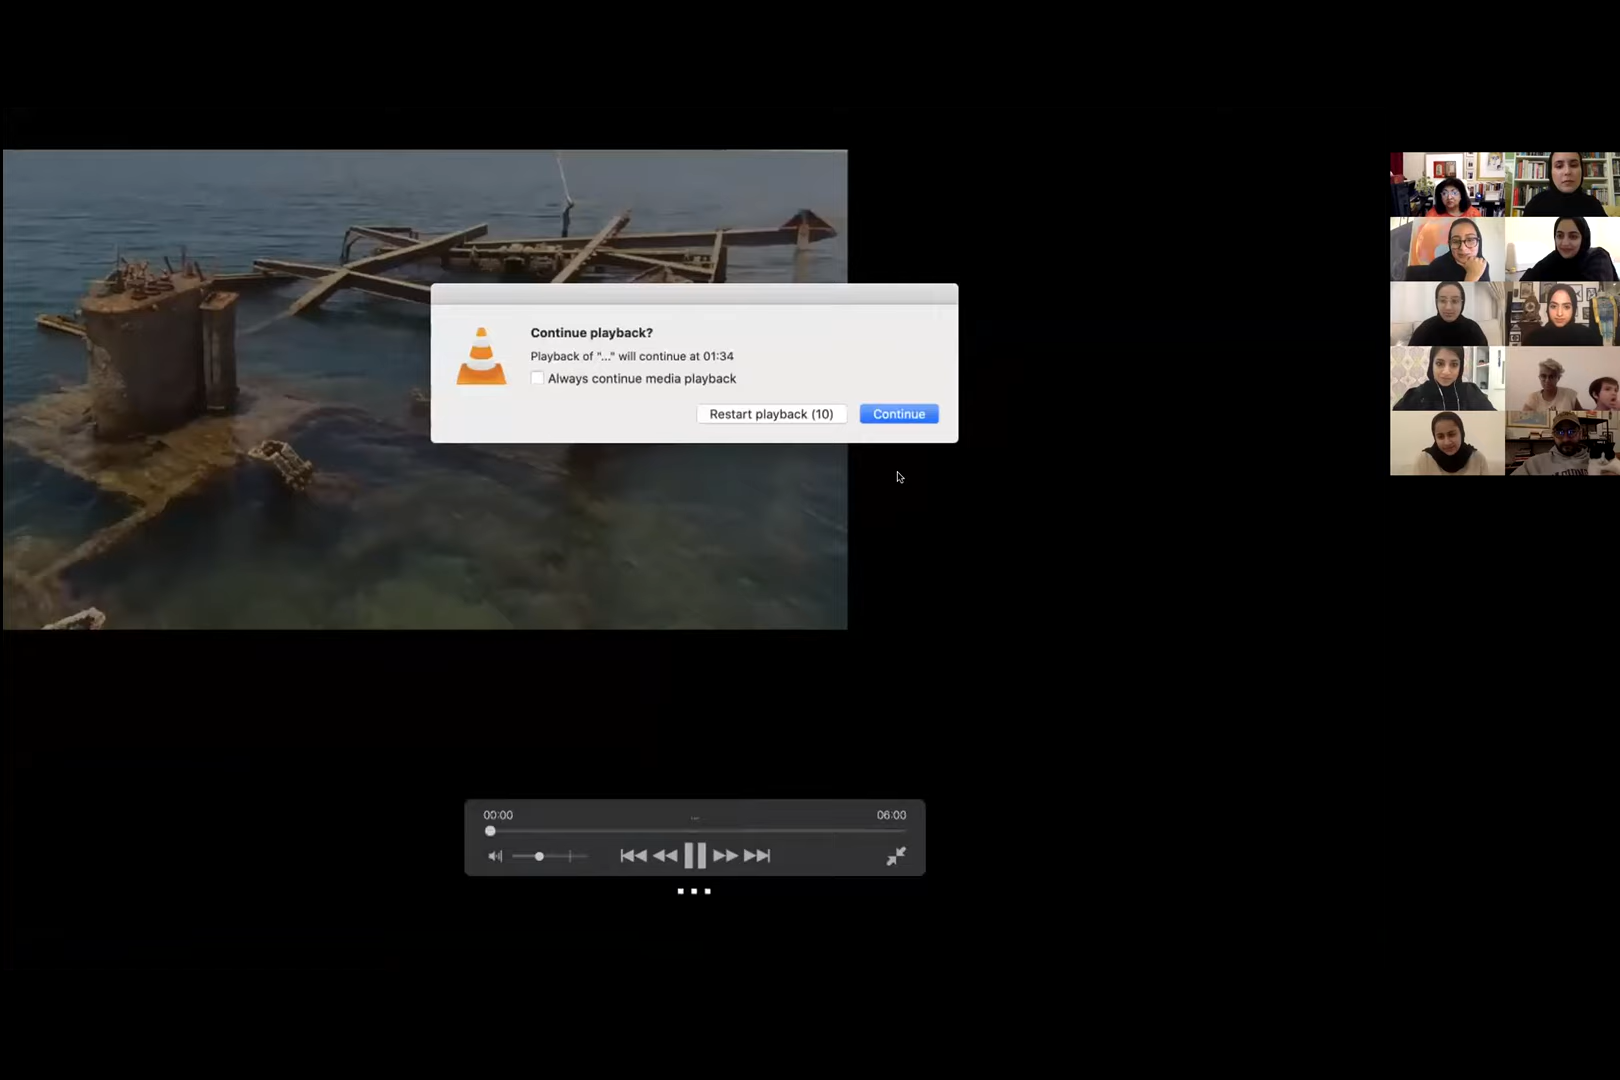 Continue playback?
Playback of "..." will continue at 01:34
Always continue media playback
Restart playback (10)
Continue
00:00
...
06:00